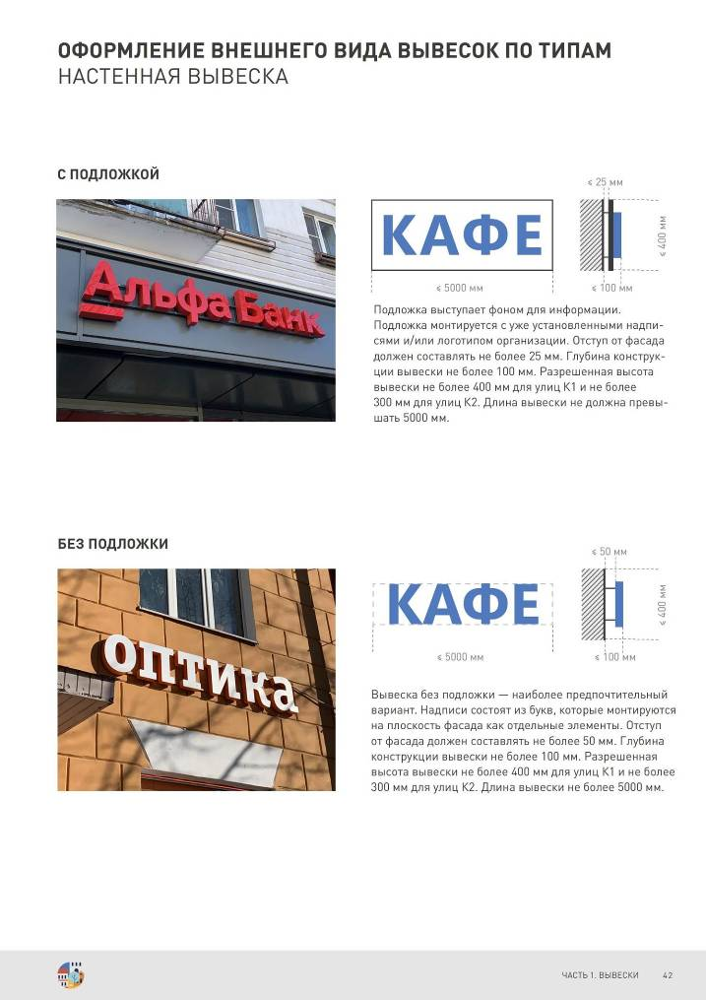 ОФОРМЛЕНИЕ ВНЕШНЕГО ВИДА ВЫВЕСОК ПО ТИПАМ
НАСТЕННАЯ ВЫВЕСКА
С ПОДЛОЖКОЙ
Альфа Банк
КАФЕ
≤ 5000 мм
≤ 25 мм
≤ 400 мм
≤ 100 мм
Подложка выступает фоном для информации.
Подложка монтируется с уже установленными надпи-
сями и/или логотипом организации. Отступ от фасада
должен составлять не более 25 мм. Глубина конструк-
ции вывески не более 100 мм. Разрешенная высота
вывески не более 400 мм для улиц К1 и не более
300 мм для улиц К2. Длина вывески не должна превы-
шать 5000 мм.
БЕЗ ПОДЛОЖКИ
оптика
КАФЕ
≤ 5000 мм
≤ 50 мм
≤ 400 мм
≤ 100 мм
Вывеска без подложки — наиболее предпочтительный
вариант. Надписи состоят из букв, которые монтируются
на плоскость фасада как отдельные элементы. Отступ
от фасада должен составлять не более 50 мм. Глубина
конструкции вывески не более 100 мм. Разрешенная
высота вывески не более 400 мм для улиц К1 и не более
300 мм для улиц К2. Длина вывески не более 5000 мм.
ЧАСТЬ 1. ВЫВЕСКИ 42